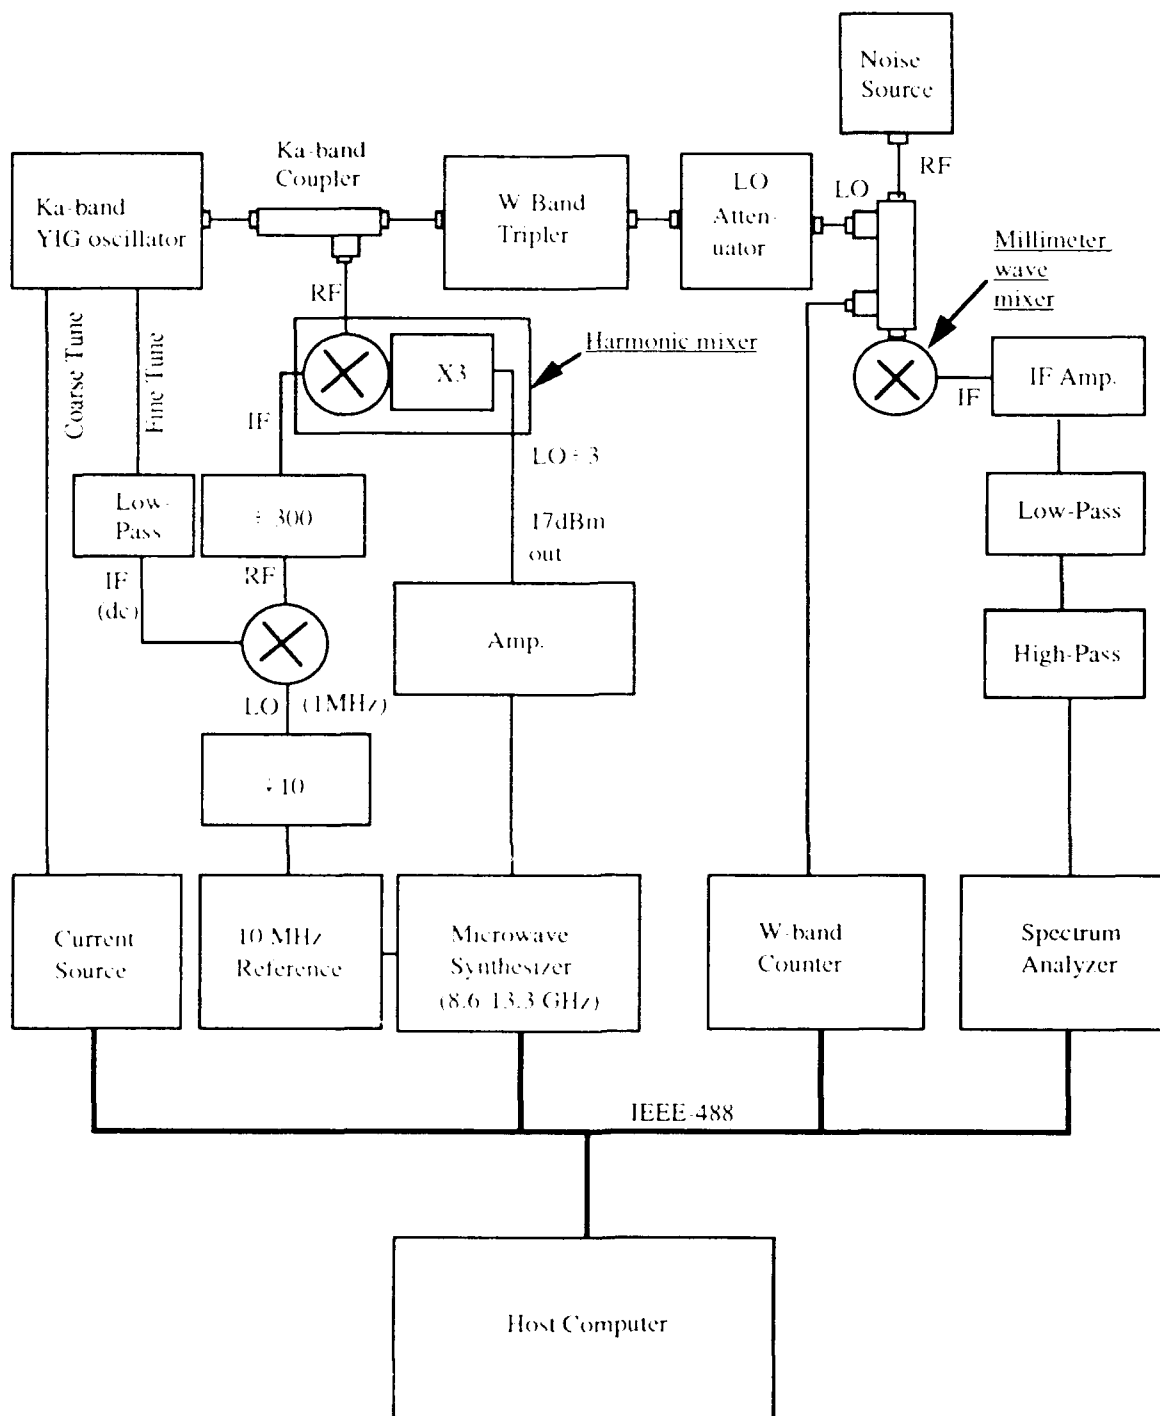 Noise
Source
RF
Ka-band
Coupler
Ka-band
YIG oscillator
W-Band
Tripler
LO
Atten-
uator
LO
Millimeter
wave
mixer
RF
Harmonic mixer
X3
Coarse Tune
Fine Tune
IF
IF
IF Amp.
LO ÷ 3
Low-
Pass
÷ 300
17dBm
out
Low-Pass
IF
(dc)
RF
Amp.
High-Pass
LO
(1MHz)
÷10
Current
Source
10 MHz
Reference
Microwave
Synthesizer
(8.6-13.3 GHz)
W-band
Counter
Spectrum
Analyzer
IEEE-488
Host Computer